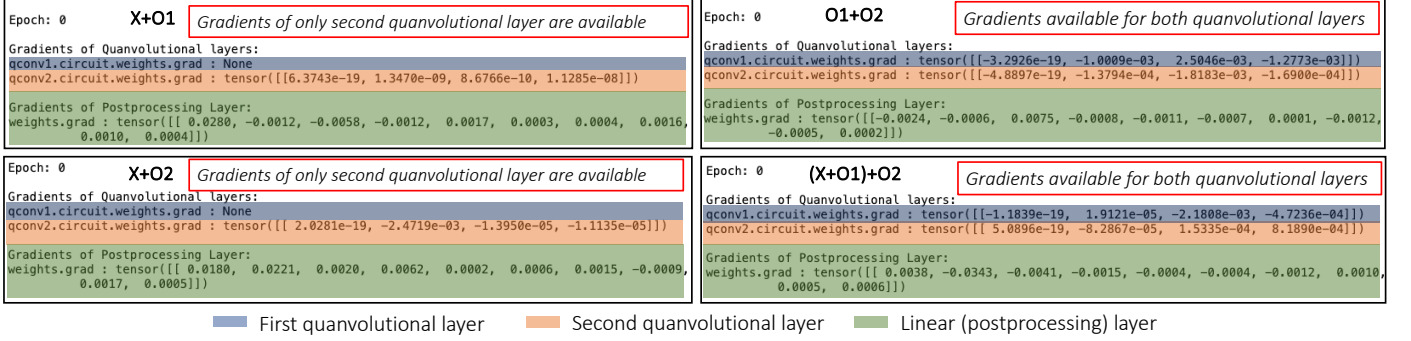 Epoch: 0 X+O1 Gradients of only second quanvolutional layer are available
Gradients of Quanvolutional layers:
qconv1.circuit.weights.grad : None
qconv2.circuit.weights.grad : tensor([[6.3743e-19, 1.3470e-09, 8.6766e-10, 1.1285e-08]])
Gradients of Postprocessing Layer:
weights.grad : tensor([[ 0.0280, -0.0012, -0.0058, -0.0012, 0.0017, 0.0003, 0.0004, 0.0016,
0.0010, 0.0004]])
Epoch: 0 O1+O2 Gradients available for both quanvolutional layers
Gradients of Quanvolutional layers:
qconv1.circuit.weights.grad : tensor([[-3.2926e-19, -1.0009e-03, 2.5046e-03, -1.2773e-03]])
qconv2.circuit.weights.grad : tensor([[-4.8897e-19, -1.3794e-04, -1.8183e-03, -1.6900e-04]])
Gradients of Postprocessing Layer:
weights.grad : tensor([[-0.0024, -0.0006, 0.0075, -0.0008, -0.0011, -0.0007, 0.0001, -0.0012,
-0.0005, 0.0002]])
Epoch: 0 X+O2 Gradients of only second quanvolutional layer are available
Gradients of Quanvolutional layers:
qconv1.circuit.weights.grad : None
qconv2.circuit.weights.grad : tensor([[ 2.0281e-19, -2.4719e-03, -1.3950e-05, -1.1135e-05]])
Gradients of Postprocessing Layer:
weights.grad : tensor([[ 0.0180, 0.0221, 0.0020, 0.0062, 0.0002, 0.0006, 0.0015, -0.0009,
0.0017, 0.0005]])
Epoch: 0 (X+O1)+O2 Gradients available for both quanvolutional layers
Gradients of Quanvolutional layers:
qconv1.circuit.weights.grad : tensor([[-1.1839e-19, 1.9121e-05, -2.1808e-03, -4.7236e-04]])
qconv2.circuit.weights.grad : tensor([[ 5.0896e-19, -8.2867e-05, 1.5335e-04, 8.1890e-04]])
Gradients of Postprocessing Layer:
weights.grad : tensor([[ 0.0038, -0.0343, -0.0041, -0.0015, -0.0004, -0.0004, -0.0012, 0.0010,
0.0005, 0.0006]])
First quanvolutional layer Second quanvolutional layer Linear (postprocessing) layer